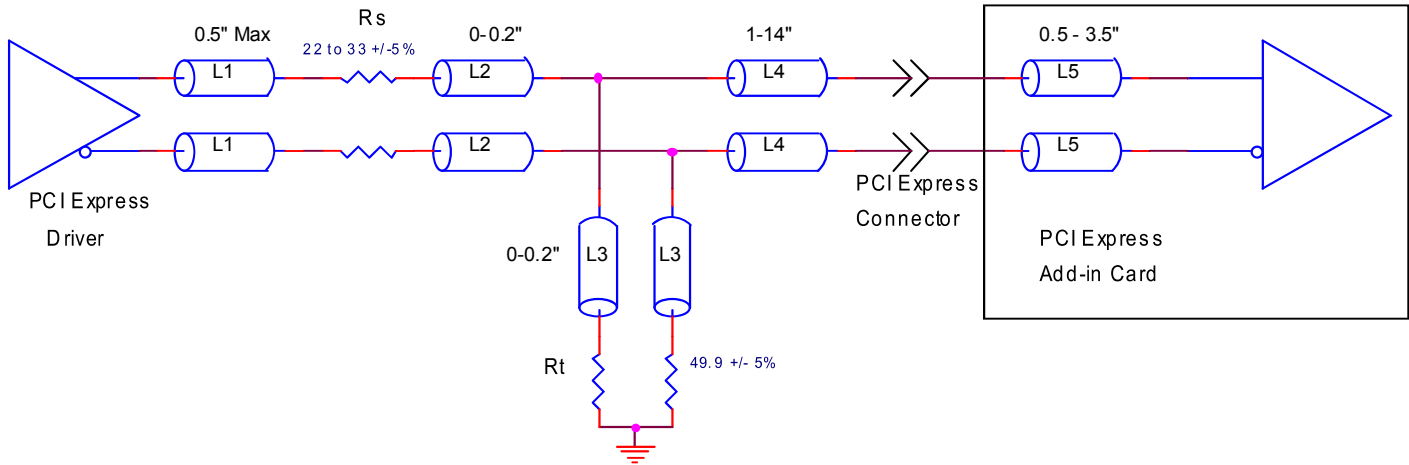 Rs
0.5" Max
22 to 33 +/-5%
0-0.2"
1-14"
0.5 - 3.5"
L1
L2
L4
L5
L1
L2
L4
L5
PCI Express
Driver
PCI Express
Connector
PCI Express
Add-in Card
0-0.2"
L3
L3
Rt
49.9 +/- 5%